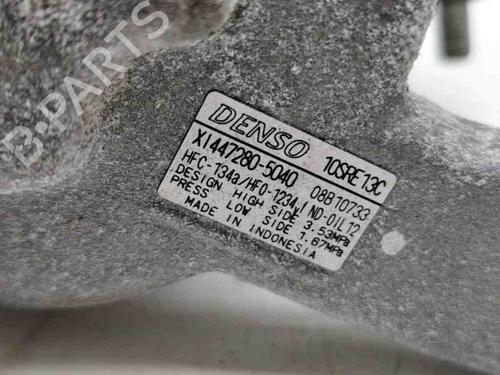 B-PARTS
DENSO 10SRE13C
X1447280-5040 08B10733
HFC-134a/HFO-1234 ND-OIL12
DESIGN HIGH SIDE 3.53MPa
PRESS LOW SIDE 1.67MPa
MADE IN INDONESIA